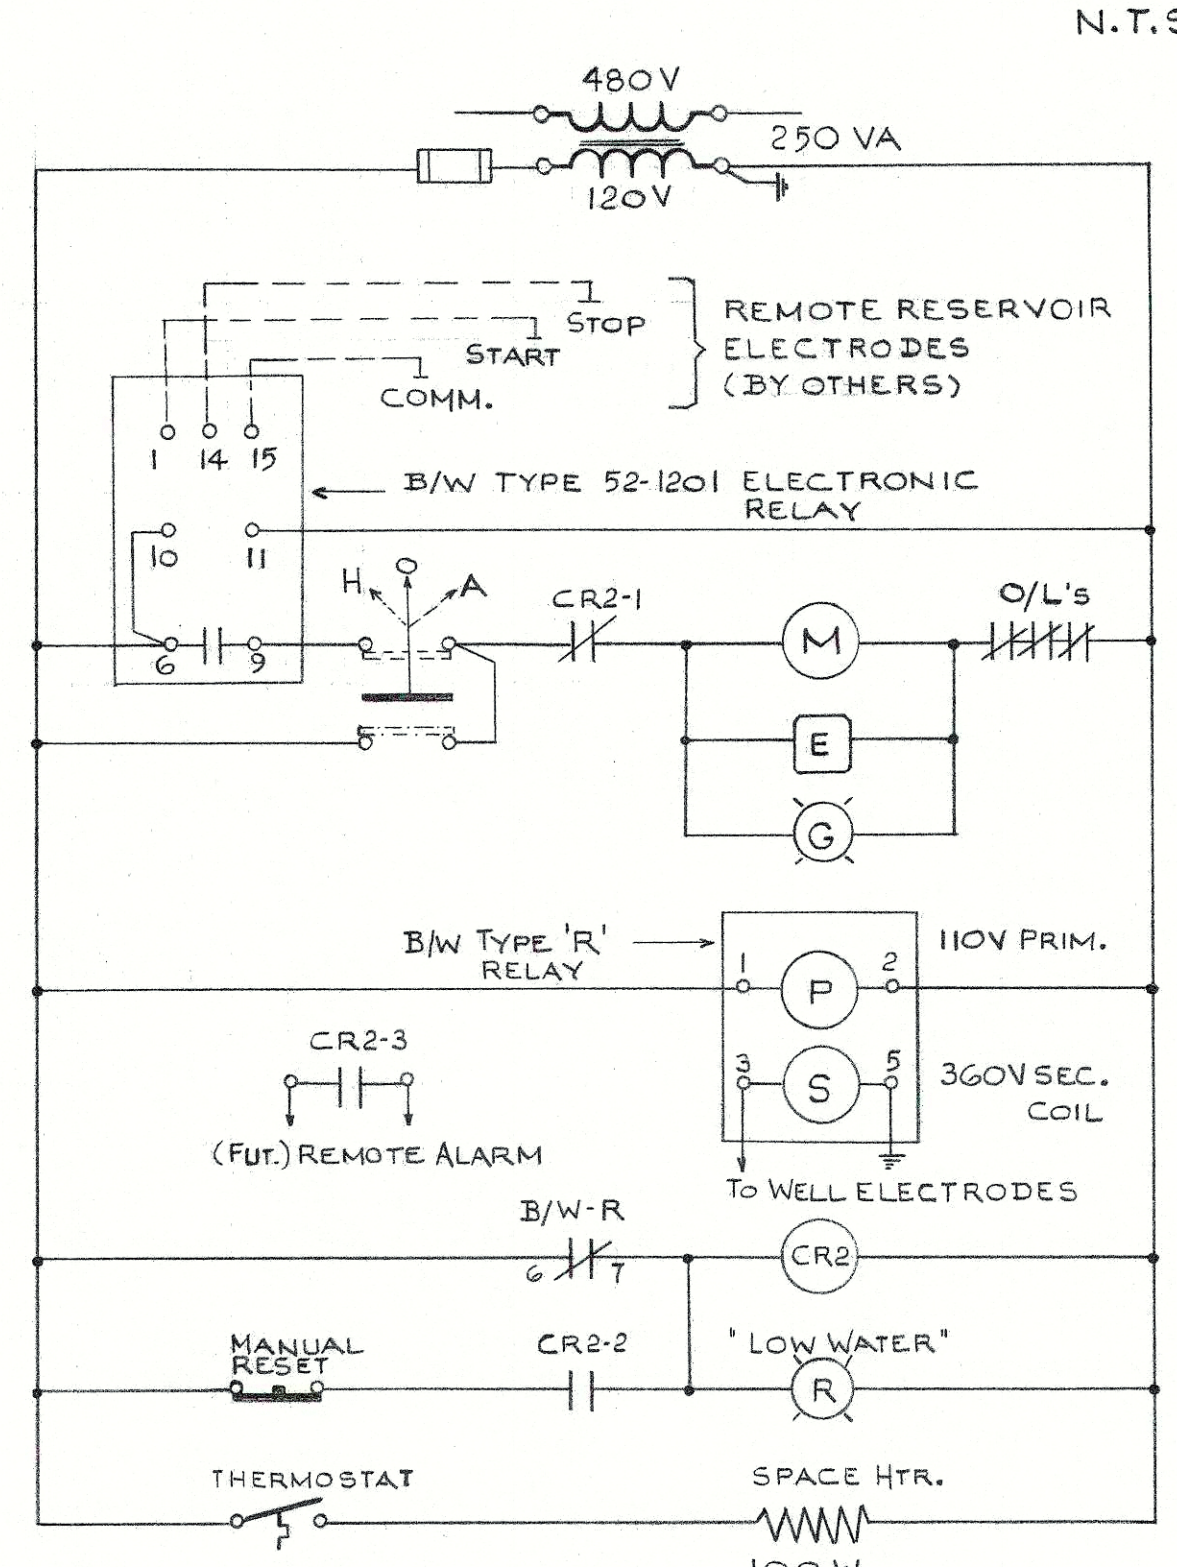 N.T.S
480V
250 VA
120V
STOP
START
COMM.
REMOTE RESERVOIR
ELECTRODES
(BY OTHERS)
1 14 15
B/W TYPE 52-1201 ELECTRONIC
RELAY
10 11
H O A
CR2-1
O/L's
6 9
M
E
G
B/W TYPE 'R'
RELAY
110V PRIM.
1 P 2
CR2-3
3 S 5
360V SEC.
COIL
(FUT.) REMOTE ALARM
TO WELL ELECTRODES
B/W-R
6 7
CR2
MANUAL
RESET
CR2-2
"LOW WATER"
R
THERMOSTAT
SPACE HTR.